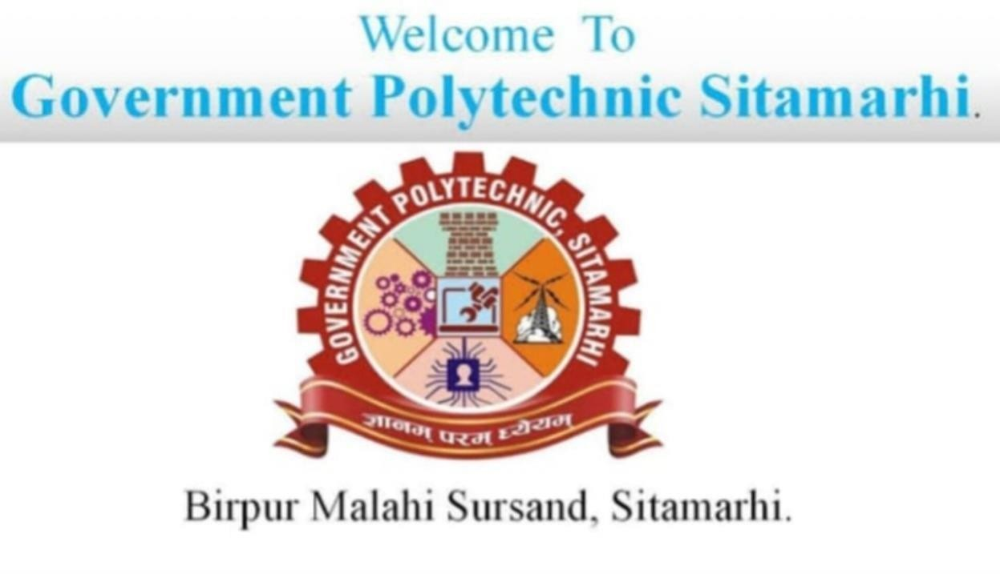 Welcome To
Government Polytechnic Sitamarhi.
GOVERNMENT POLYTECHNIC, SITAMARHI
ज्ञानम् परम् ध्येयम्
Birpur Malahi Sursand, Sitamarhi.